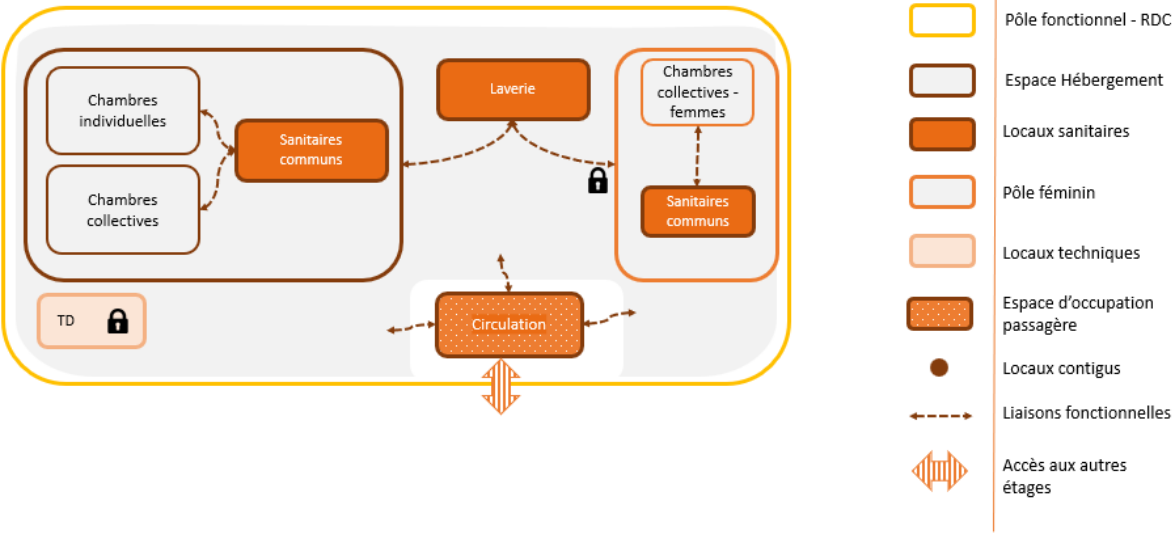 Chambres
individuelles
Chambres
collectives
Sanitaires
communs
Laverie
Chambres
collectives -
femmes
Sanitaires
communs
TD
Circulation
Pôle fonctionnel - RDC
Espace Hébergement
Locaux sanitaires
Pôle féminin
Locaux techniques
Espace d’occupation
passagère
Locaux contigus
Liaisons fonctionnelles
Accès aux autres
étages